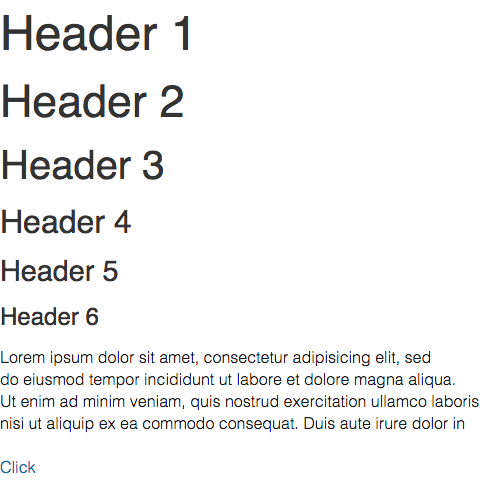 Header 1
Header 2
Header 3
Header 4
Header 5
Header 6
Lorem ipsum dolor sit amet, consectetur adipisicing elit, sed
do eiusmod tempor incididunt ut labore et dolore magna aliqua.
Ut enim ad minim veniam, quis nostrud exercitation ullamco laboris
nisi ut aliquip ex ea commodo consequat. Duis aute irure dolor in
Click